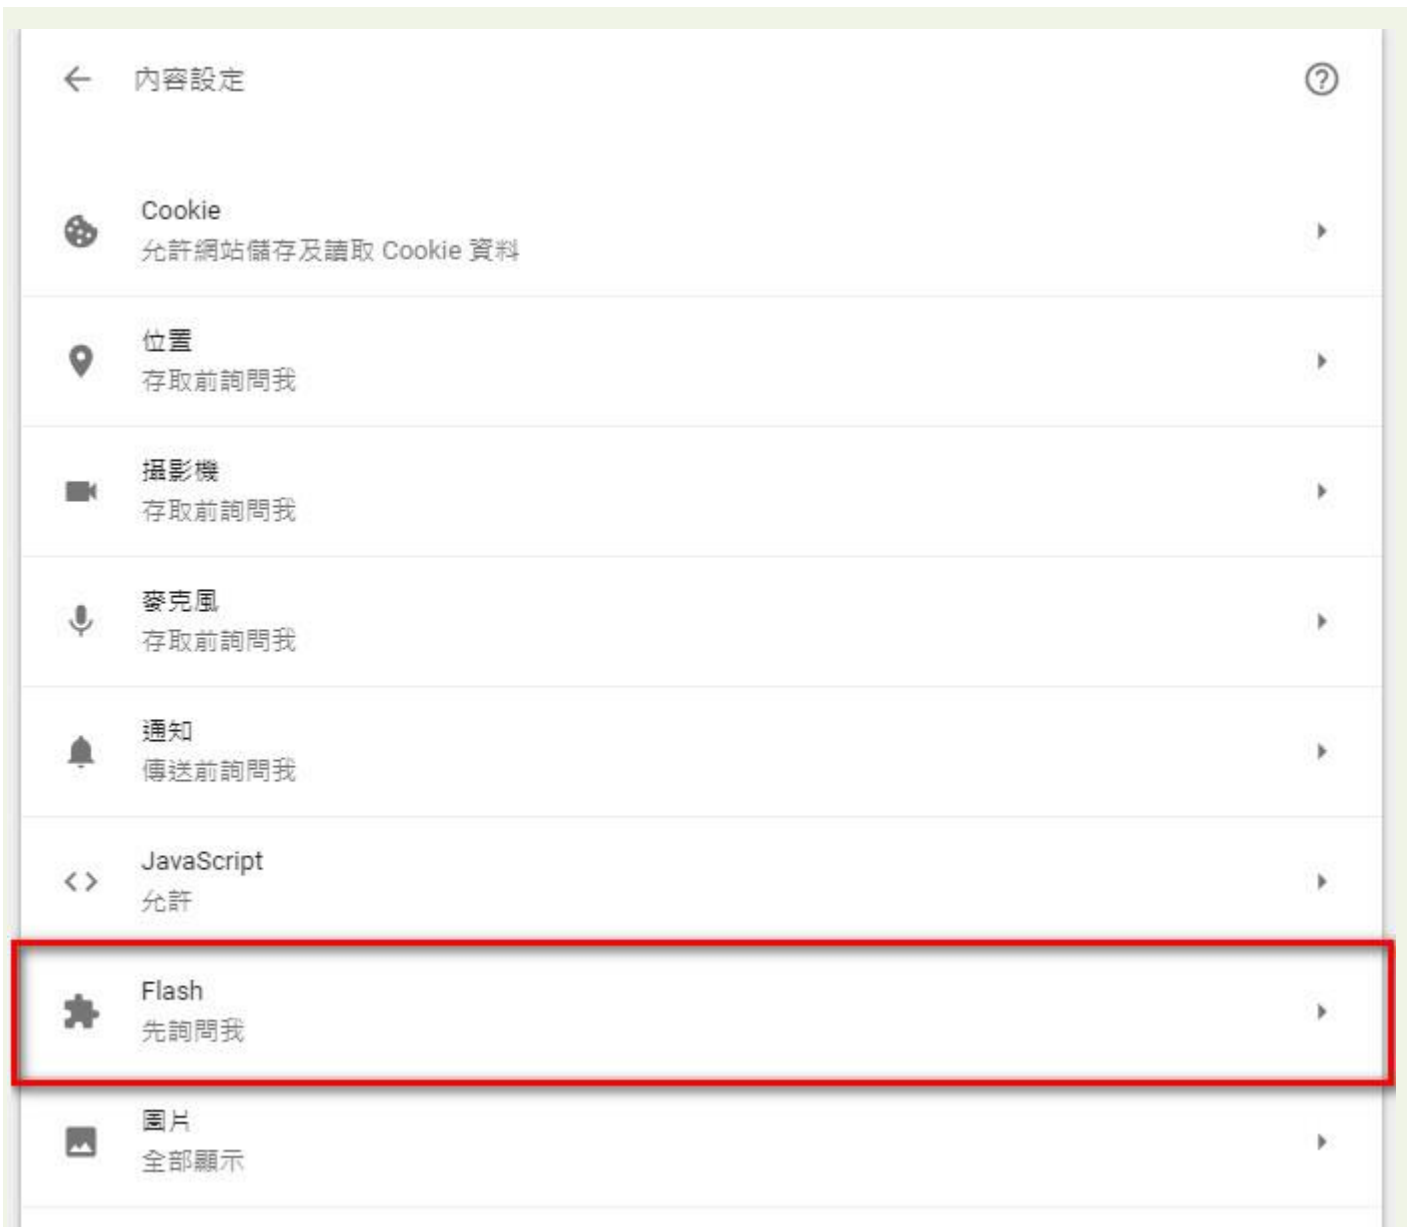 內容設定
Cookie
允許網站儲存及讀取 Cookie 資料
位置
存取前詢問我
攝影機
存取前詢問我
麥克風
存取前詢問我
通知
傳送前詢問我
JavaScript
允許
Flash
先詢問我
圖片
全部顯示